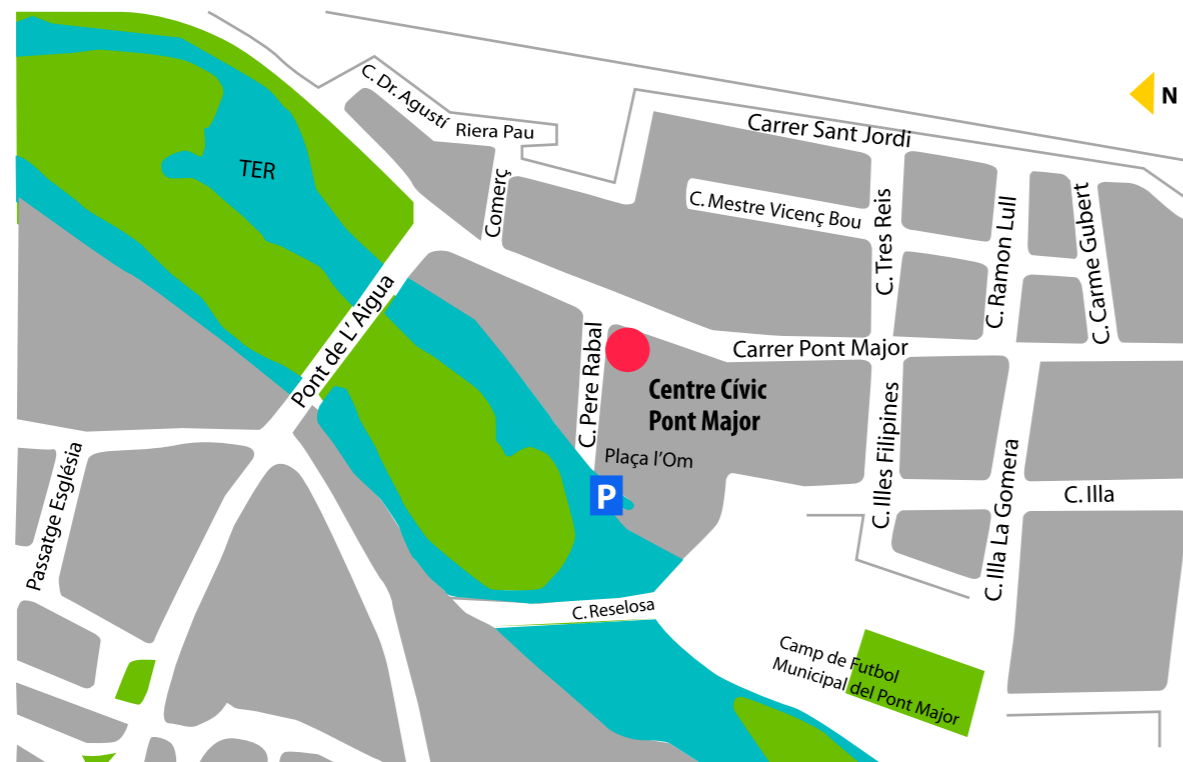 C. Dr. Agustí
Riera Pau
Carrer Sant Jordi
N
TER
Comerç
C. Mestre Vicenç Bou
C. Tres Reis
C. Ramon Lull
C. Carme Gubert
Pont de L´Aigua
C. Pere Rabal
Carrer Pont Major
Centre Cívic
Pont Major
Plaça l'Om
P
C. Illes Filipines
C. Illa La Gomera
C. Illa
Passatge Església
C. Reselosa
Camp de Futbol
Municipal del Pont Major